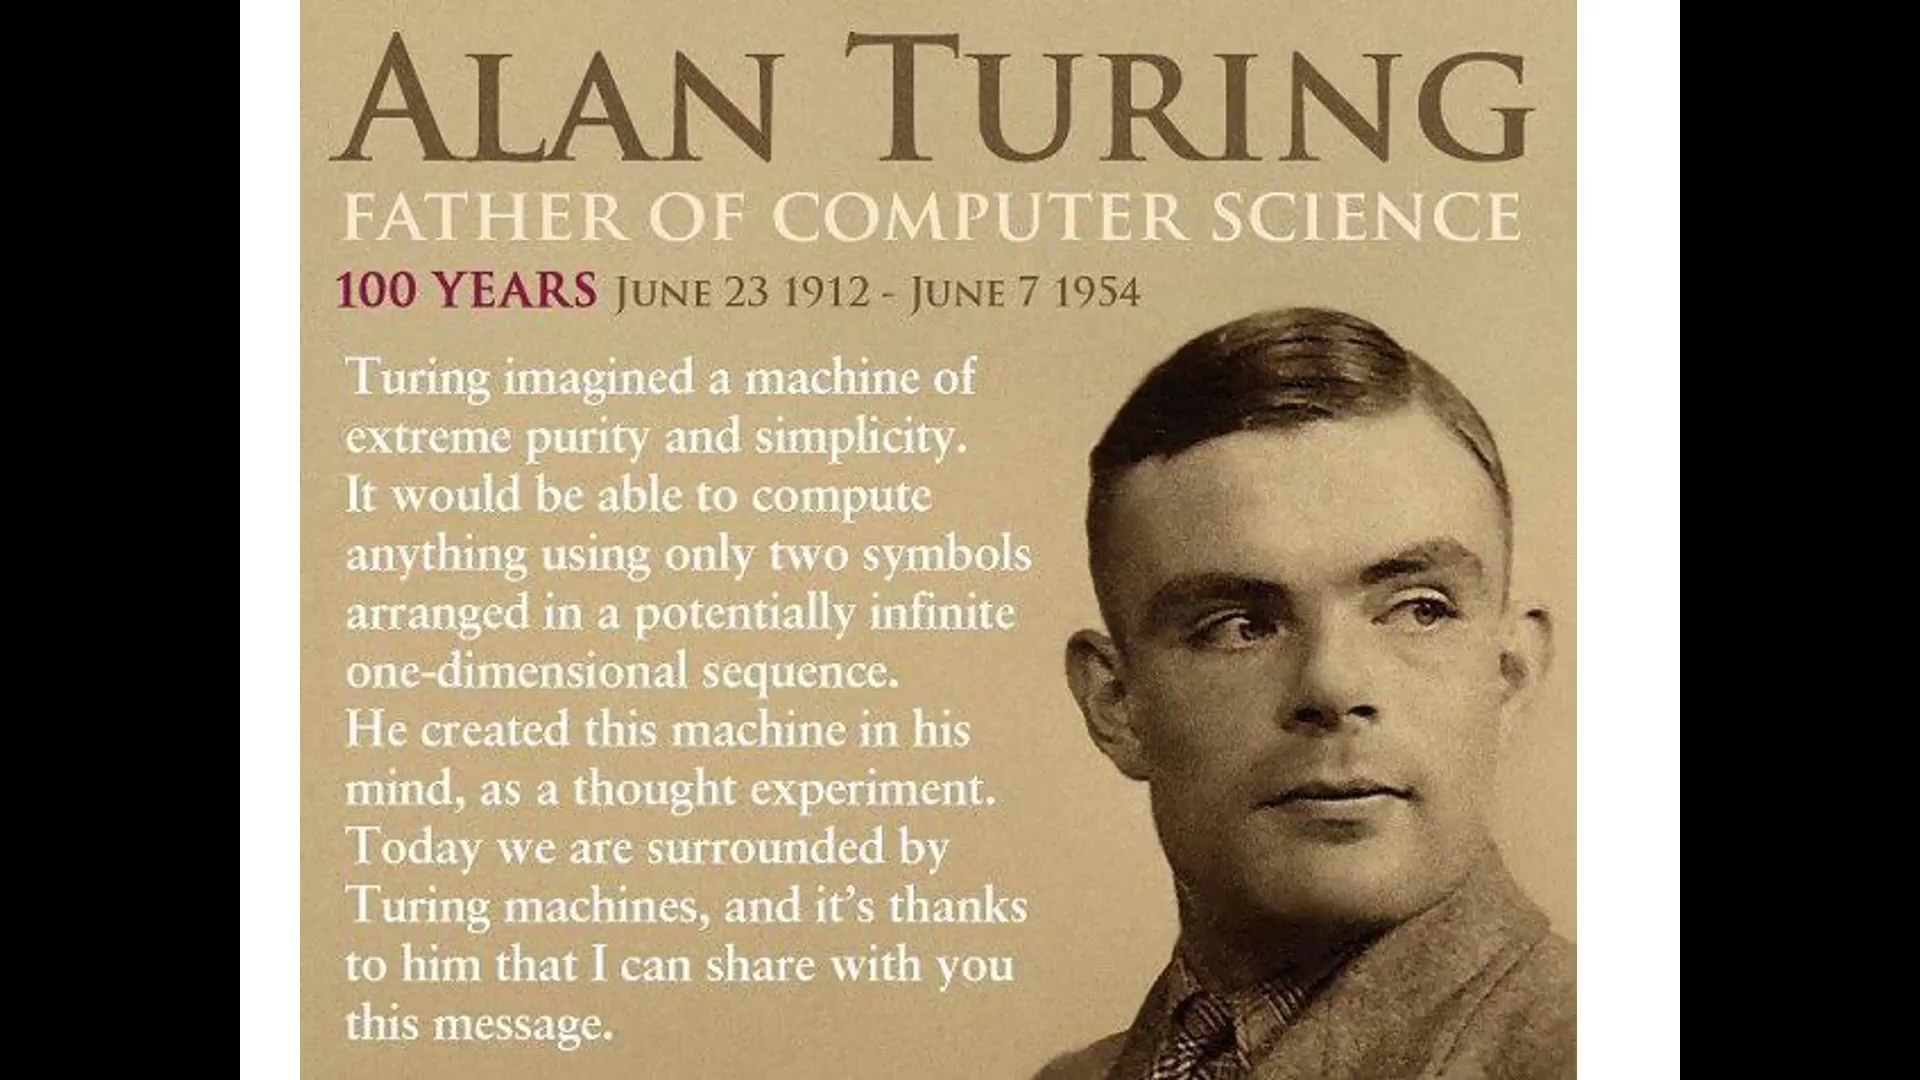 ALAN TURING
FATHER OF COMPUTER SCIENCE
100 YEARS JUNE 23 1912 - JUNE 7 1954
Turing imagined a machine of
extreme purity and simplicity.
It would be able to compute
anything using only two symbols
arranged in a potentially infinite
one-dimensional sequence.
He created this machine in his
mind, as a thought experiment.
Today we are surrounded by
Turing machines, and it's thanks
to him that I can share with you
this message.